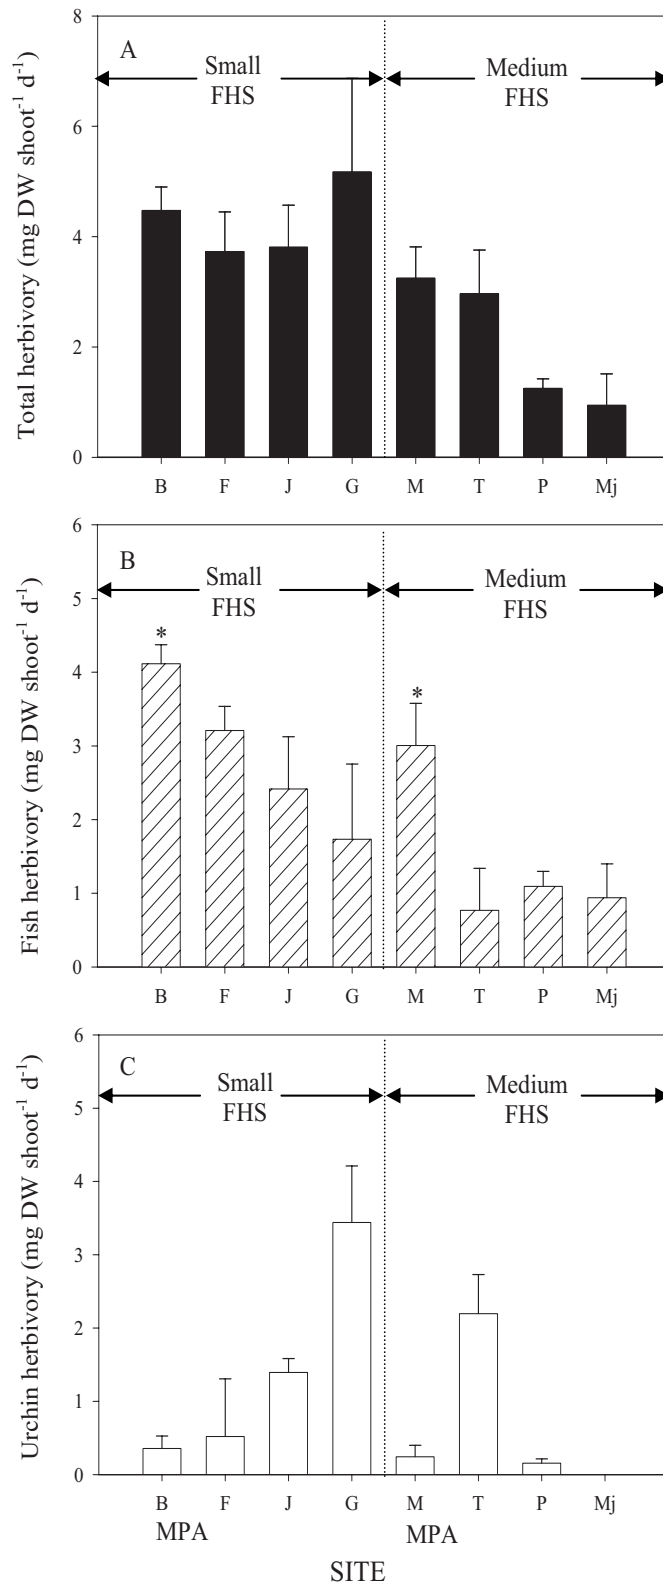 8
A
Small
FHS
Medium
FHS
6
4
2
0
Total herbivory (mg DW shoot⁻¹ d⁻¹)
B F J G M T P Mj
6
B
Small
FHS
Medium
FHS
5
*
4
*
3
2
1
0
Fish herbivory (mg DW shoot⁻¹ d⁻¹)
B F J G M T P Mj
6
C
Small
FHS
Medium
FHS
5
4
3
2
1
0
Urchin herbivory (mg DW shoot⁻¹ d⁻¹)
B F J G M T P Mj
MPA MPA
SITE